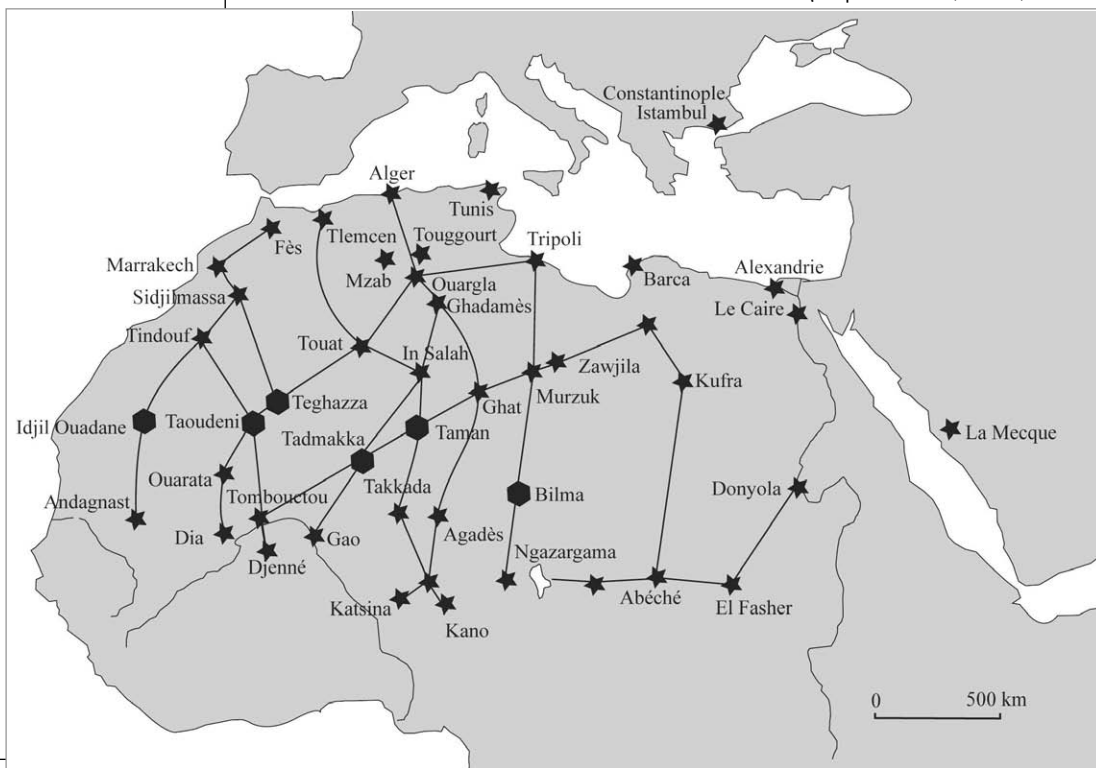 Constantinople
Istambul
Alger
Tunis
Tlemcen
Touggourt
Fès
Tripoli
Mzab
Marrakech
Ouargla
Barca
Alexandrie
Sidjilmassa
Ghadamès
Le Caire
Tindouf
Touat
In Salah
Zawjila
Kufra
Murzuk
Ghat
Teghazza
Idjil Ouadane
Taoudeni
Taman
La Mecque
Tadmakka
Ouarata
Takkada
Bilma
Donyola
Andagnast
Tombouctou
Dia
Gao
Agadès
Djenné
Ngazargama
Abéché
El Fasher
Katsina
Kano
0 500 km